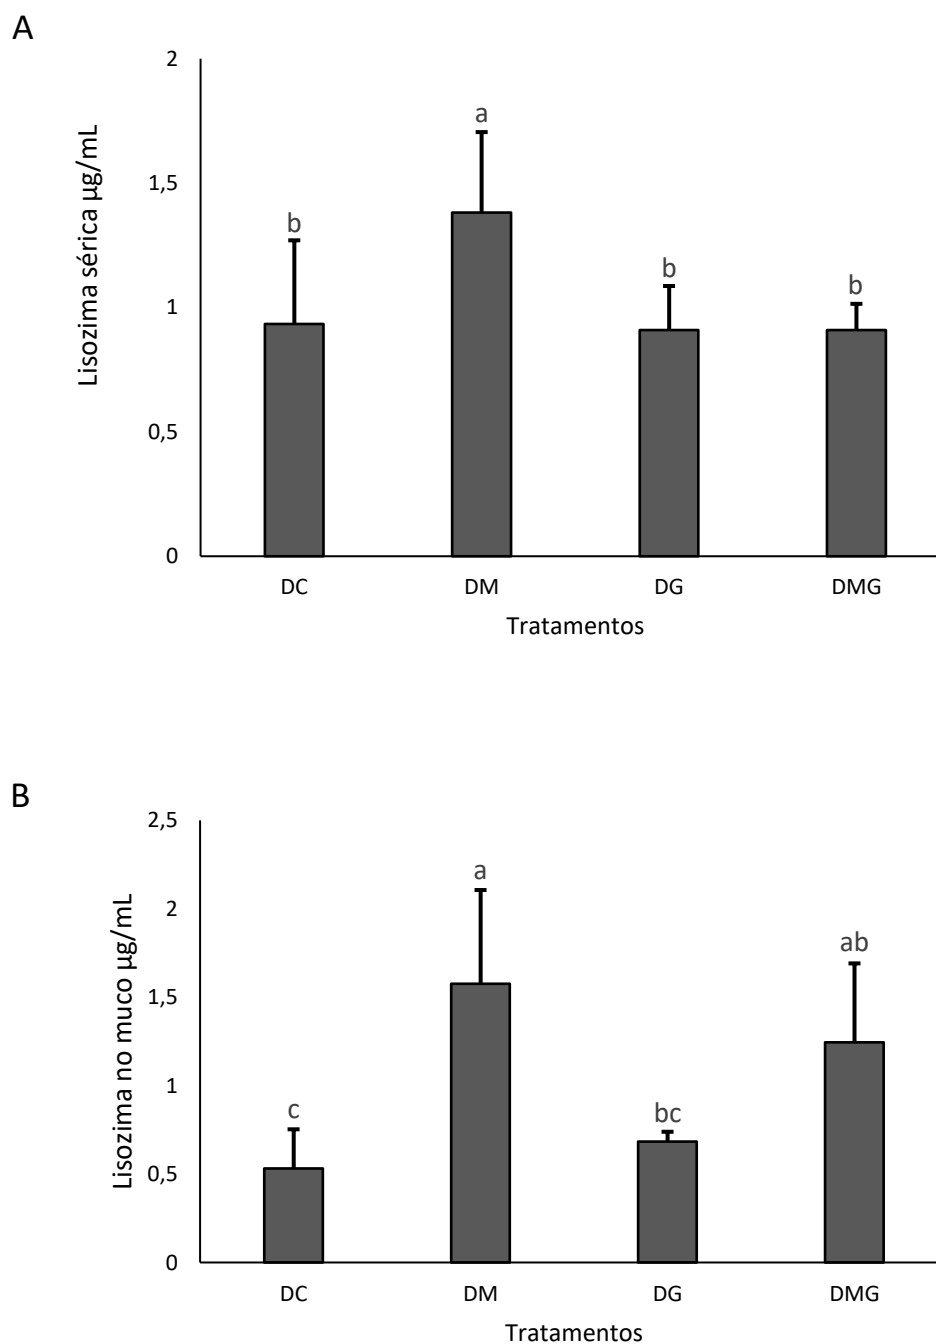 A
Lisozima sérica µg/mL
2
1,5
1
0,5
0
a
b
b
b
DC DM DG DMG
Tratamentos
B
Lisozima no muco µg/mL
2,5
2
1,5
1
0,5
0
a
ab
c
bc
DC DM DG DMG
Tratamentos